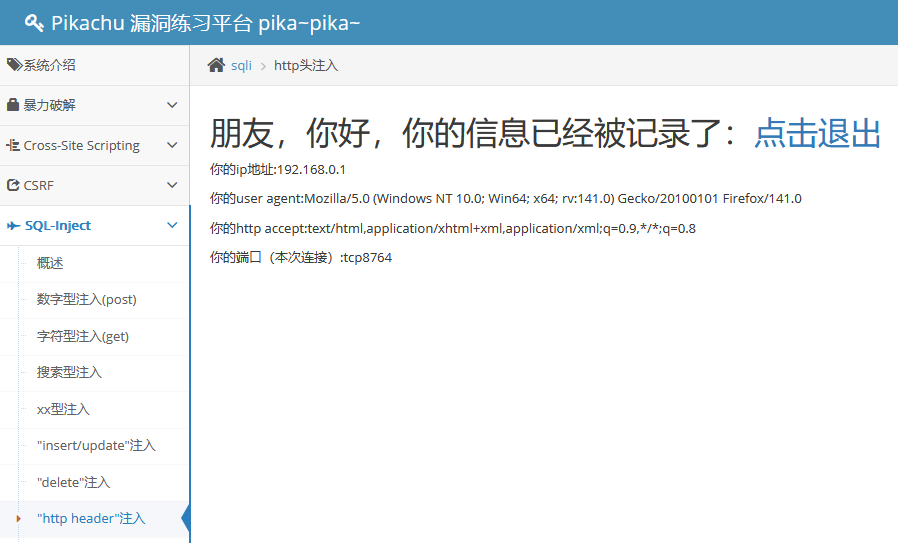 Pikachu 漏洞练习平台 pika~pika~
系统介绍
sqli > http头注入
暴力破解
Cross-Site Scripting
CSRF
SQL-Inject
概述
数字型注入(post)
字符型注入(get)
搜索型注入
xx型注入
"insert/update"注入
"delete"注入
"http header"注入
朋友，你好，你的信息已经被记录了：点击退出
你的ip地址:192.168.0.1
你的user agent:Mozilla/5.0 (Windows NT 10.0; Win64; x64; rv:141.0) Gecko/20100101 Firefox/141.0
你的http accept:text/html,application/xhtml+xml,application/xml;q=0.9,*/*;q=0.8
你的端口（本次连接）:tcp8764